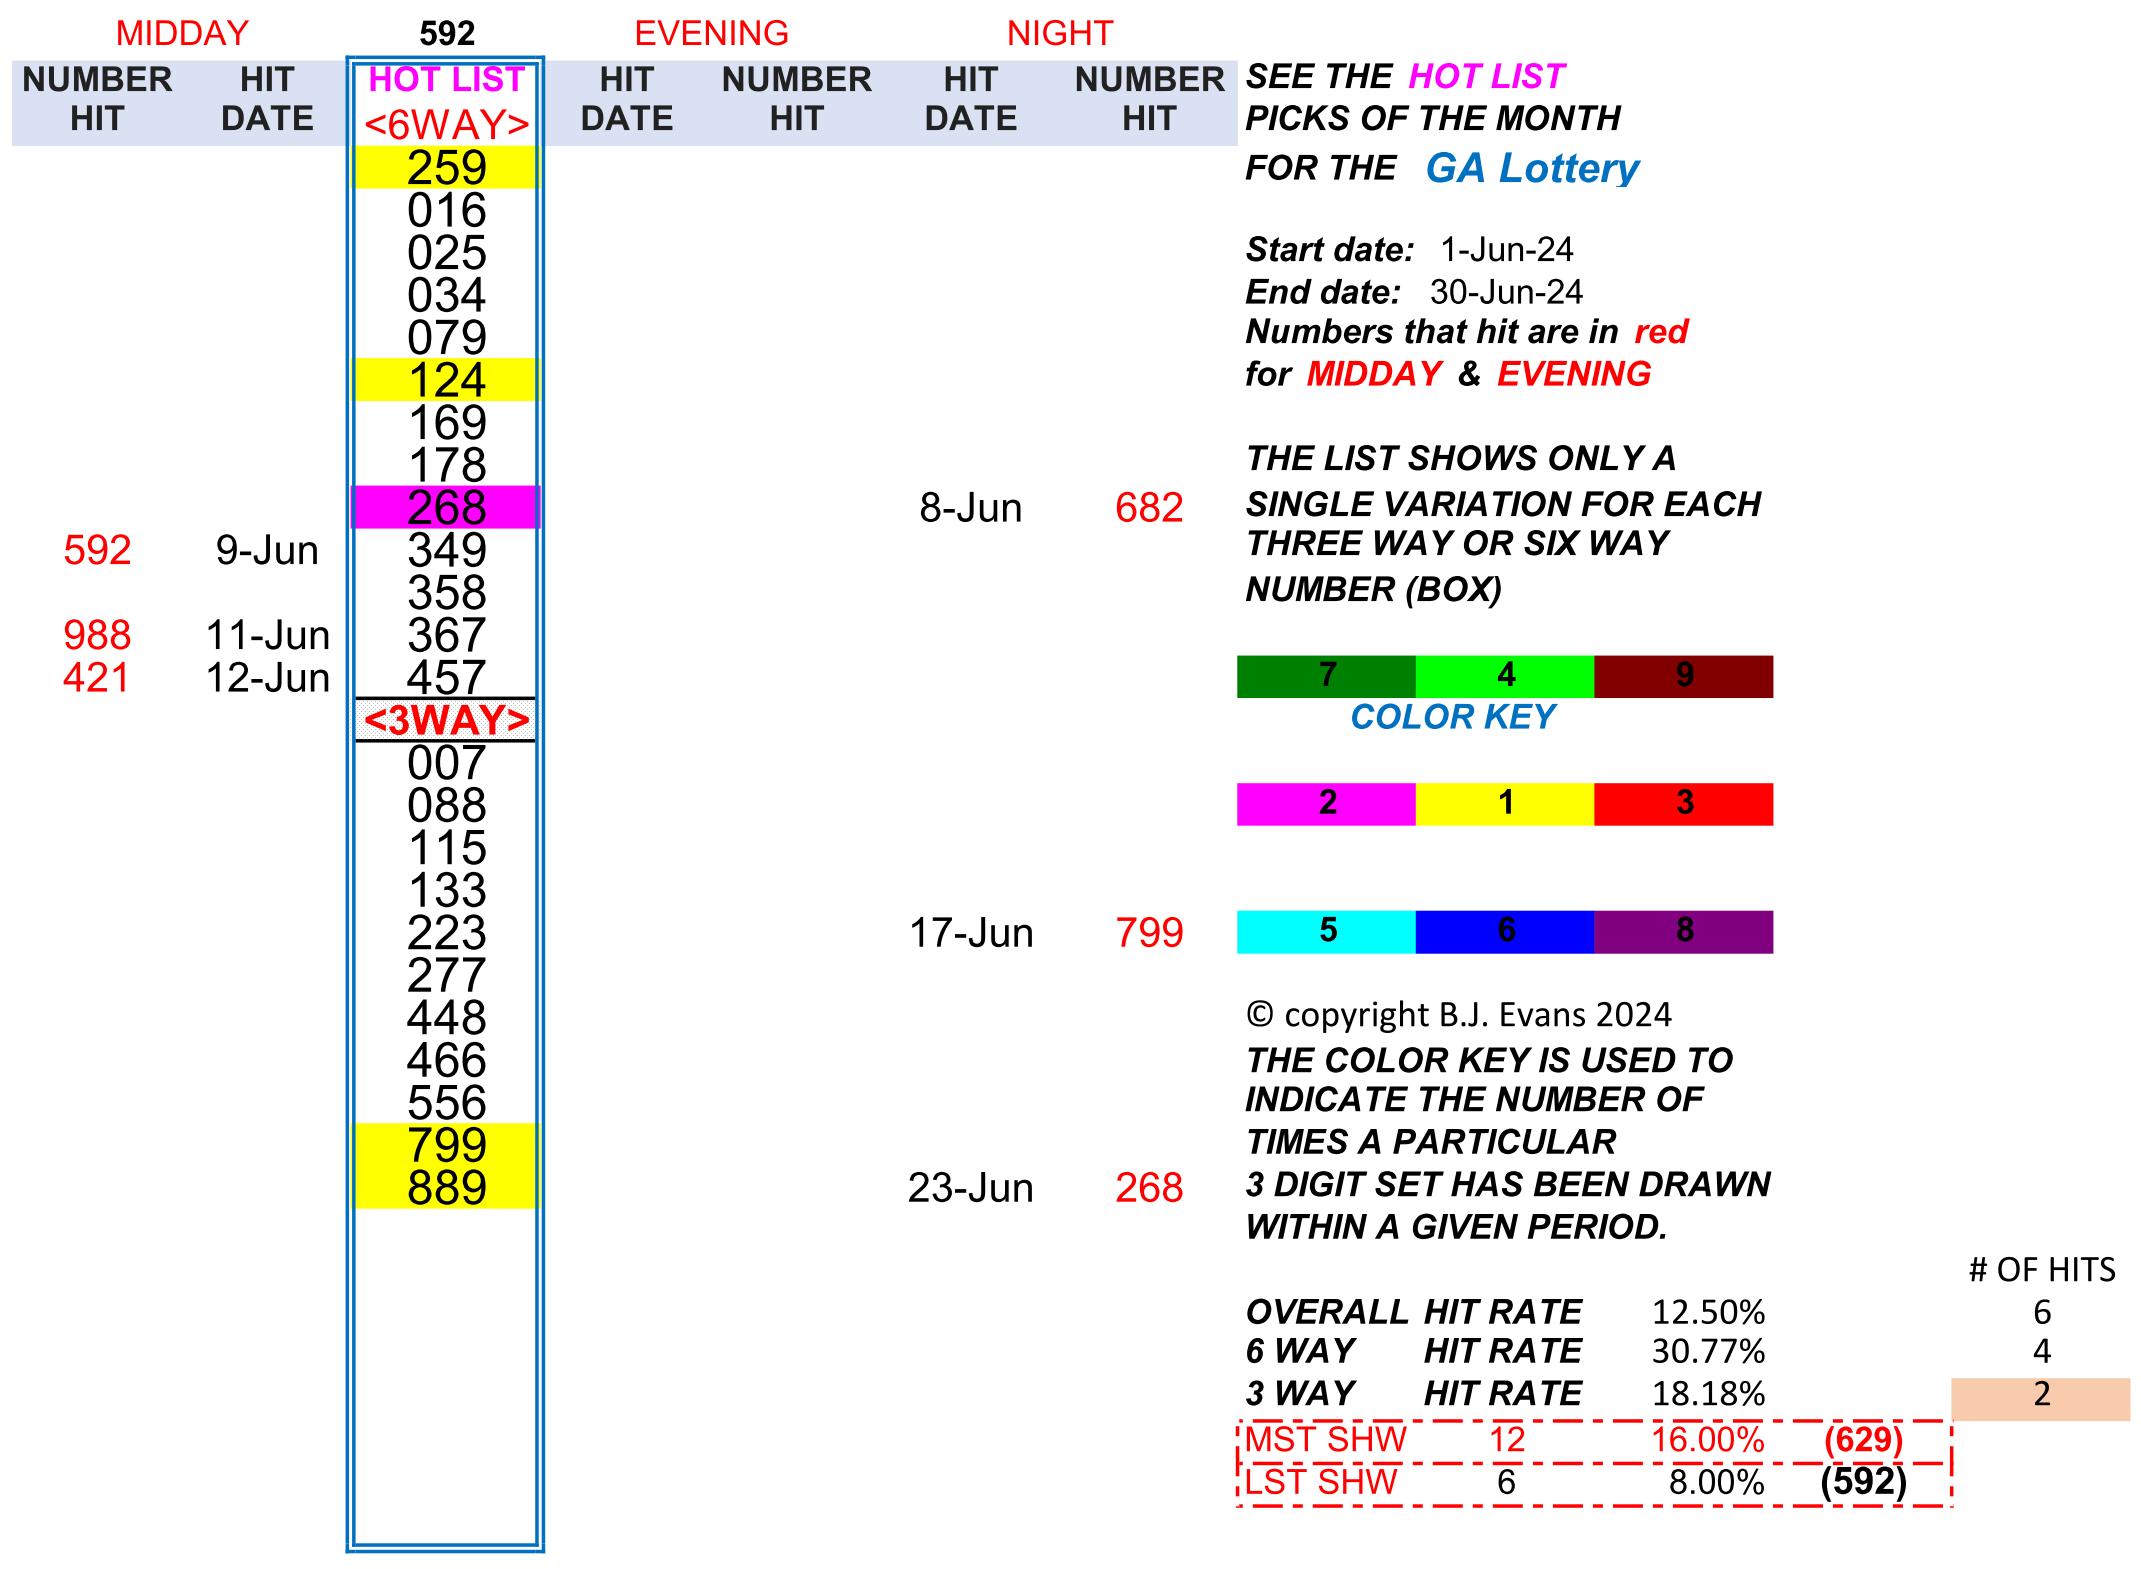 MIDDAY 592 EVENING NIGHT
NUMBER HIT HOT LIST HIT NUMBER HIT NUMBER SEE THE HOT LIST
HIT DATE <6WAY> DATE HIT DATE HIT PICKS OF THE MONTH
259 FOR THE GA Lottery
016
025 Start date: 1-Jun-24
034 End date: 30-Jun-24
079 Numbers that hit are in red
124 for MIDDAY & EVENING
169
178 THE LIST SHOWS ONLY A
268 8-Jun 682 SINGLE VARIATION FOR EACH
592 9-Jun 349 THREE WAY OR SIX WAY
358 NUMBER (BOX)
988 11-Jun 367
421 12-Jun 457 7 4 9
<3WAY> COLOR KEY
007
088 2 1 3
115
133
223 17-Jun 799 5 6 8
277
448 © copyright B.J. Evans 2024
466 THE COLOR KEY IS USED TO
556 INDICATE THE NUMBER OF
799 TIMES A PARTICULAR
889 23-Jun 268 3 DIGIT SET HAS BEEN DRAWN
WITHIN A GIVEN PERIOD.
# OF HITS
OVERALL HIT RATE 12.50% 6
6 WAY HIT RATE 30.77% 4
3 WAY HIT RATE 18.18% 2
MST SHW 12 16.00% (629)
LST SHW 6 8.00% (592)